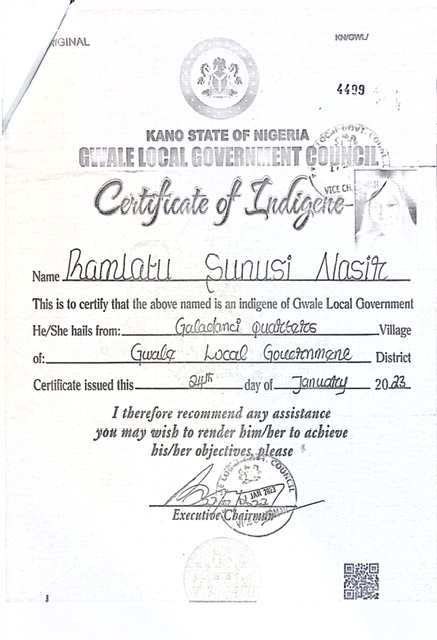 ORIGINAL
KN/GWL/
4499
KANO STATE OF NIGERIA
GWALE LOCAL GOVERNMENT COUNCIL
Certificate of Indigene
Name Ramlatu Sunusi Nasir
This is to certify that the above named is an indigene of Gwale Local Government
He/She hails from: Galadanci quarters Village
of: Gwale Local Government District
Certificate issued this 24th day of January 2023
I therefore recommend any assistance
you may wish to render him/her to achieve
his/her objectives, please
JAN 2023
Executive Chairman